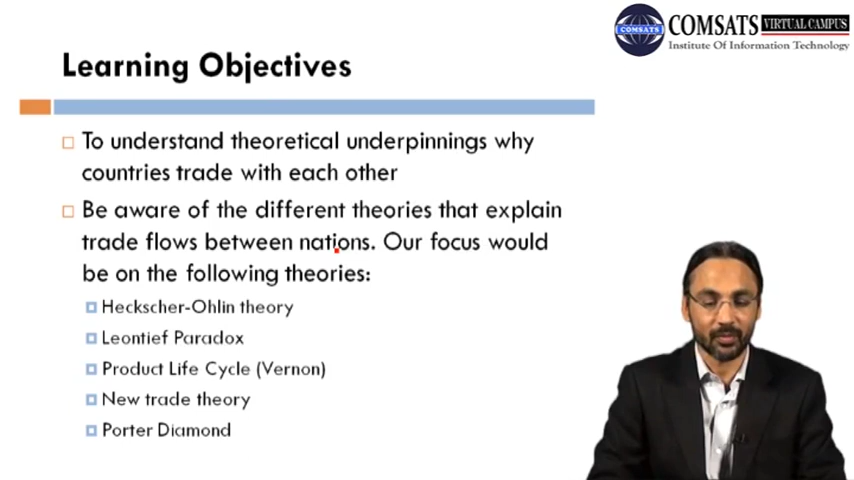 COMSATS
COMSATS VIRTUAL CAMPUS
Institute Of Information Technology
Learning Objectives
To understand theoretical underpinnings why
countries trade with each other
Be aware of the different theories that explain
trade flows between nations. Our focus would
be on the following theories:
Heckscher-Ohlin theory
Leontief Paradox
Product Life Cycle (Vernon)
New trade theory
Porter Diamond